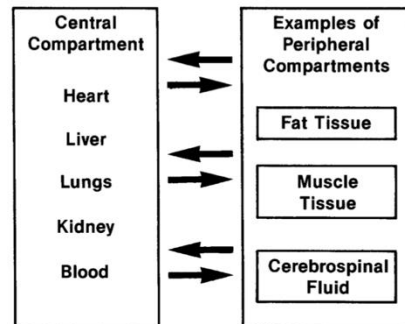 Central
Compartment
Heart
Liver
Lungs
Kidney
Blood
Examples of
Peripheral
Compartments
Fat Tissue
Muscle
Tissue
Cerebrospinal
Fluid